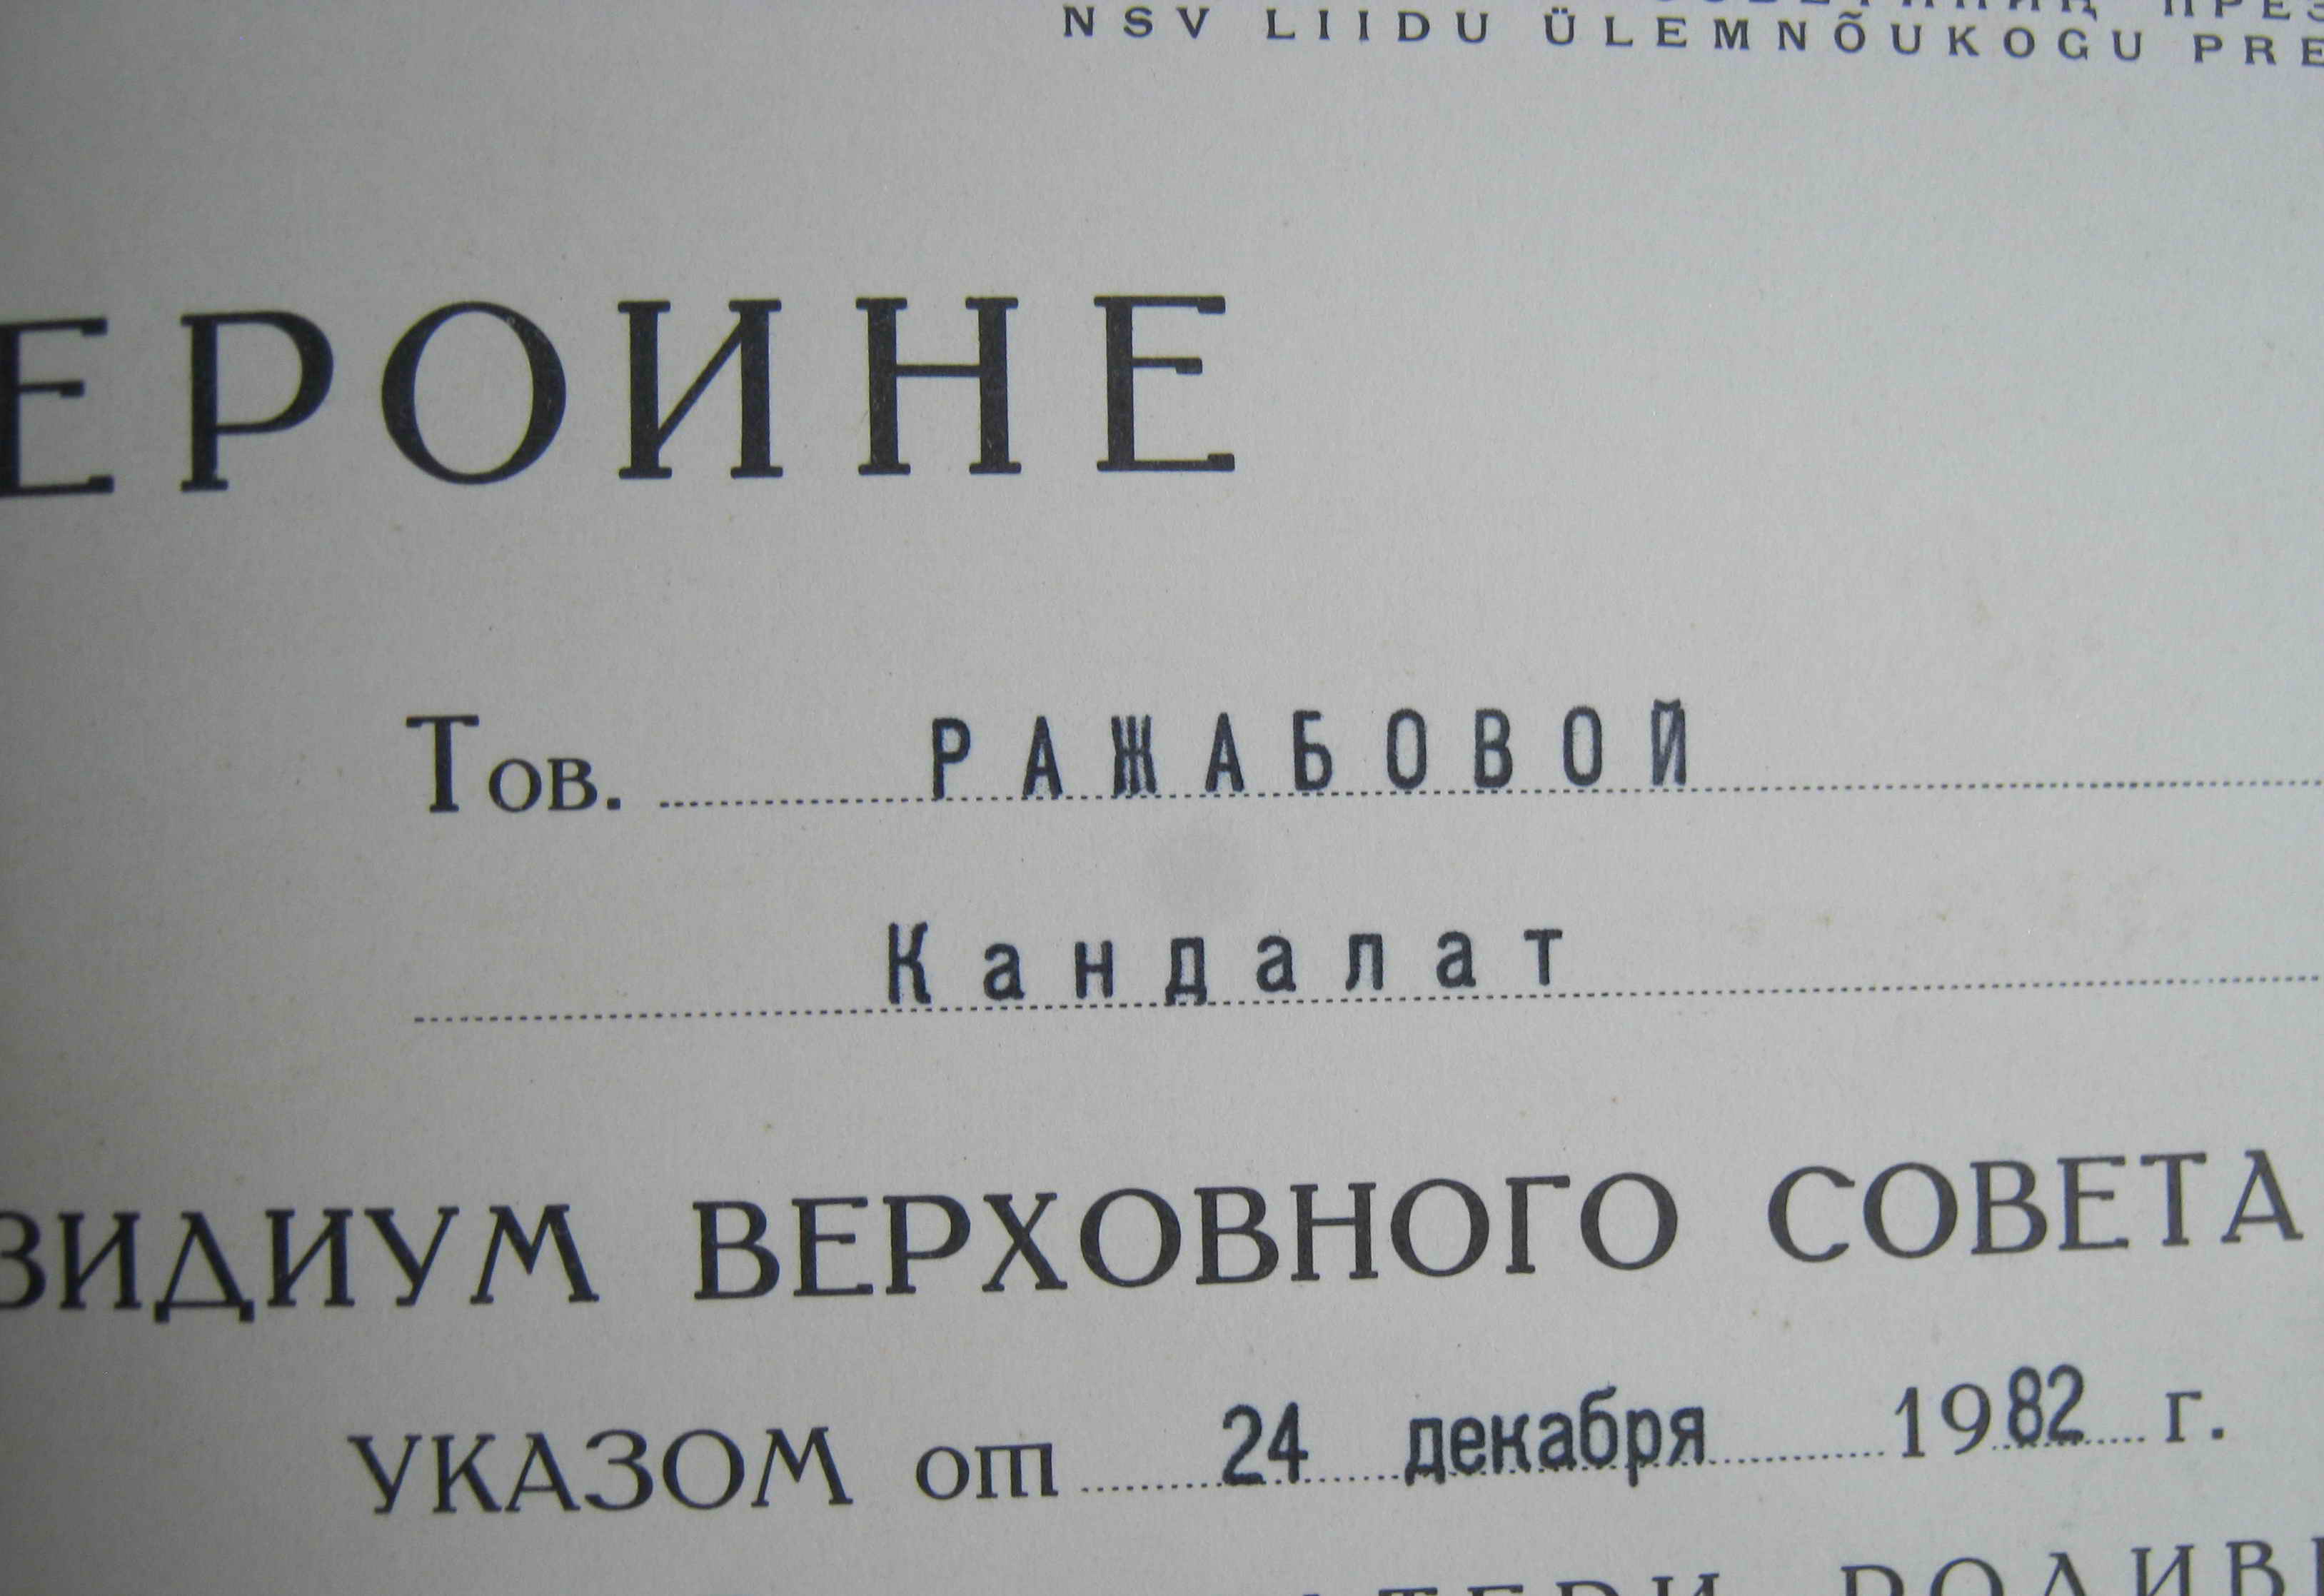 NSV LIIDU ÜLEMNÕUKOGU PRE
ЕРОИНЕ
Тов. РАЖАБОВОЙ
Кандалат
ЗИДИУМ ВЕРХОВНОГО СОВЕТА
УКАЗОМ от 24 декабря 1982 г.